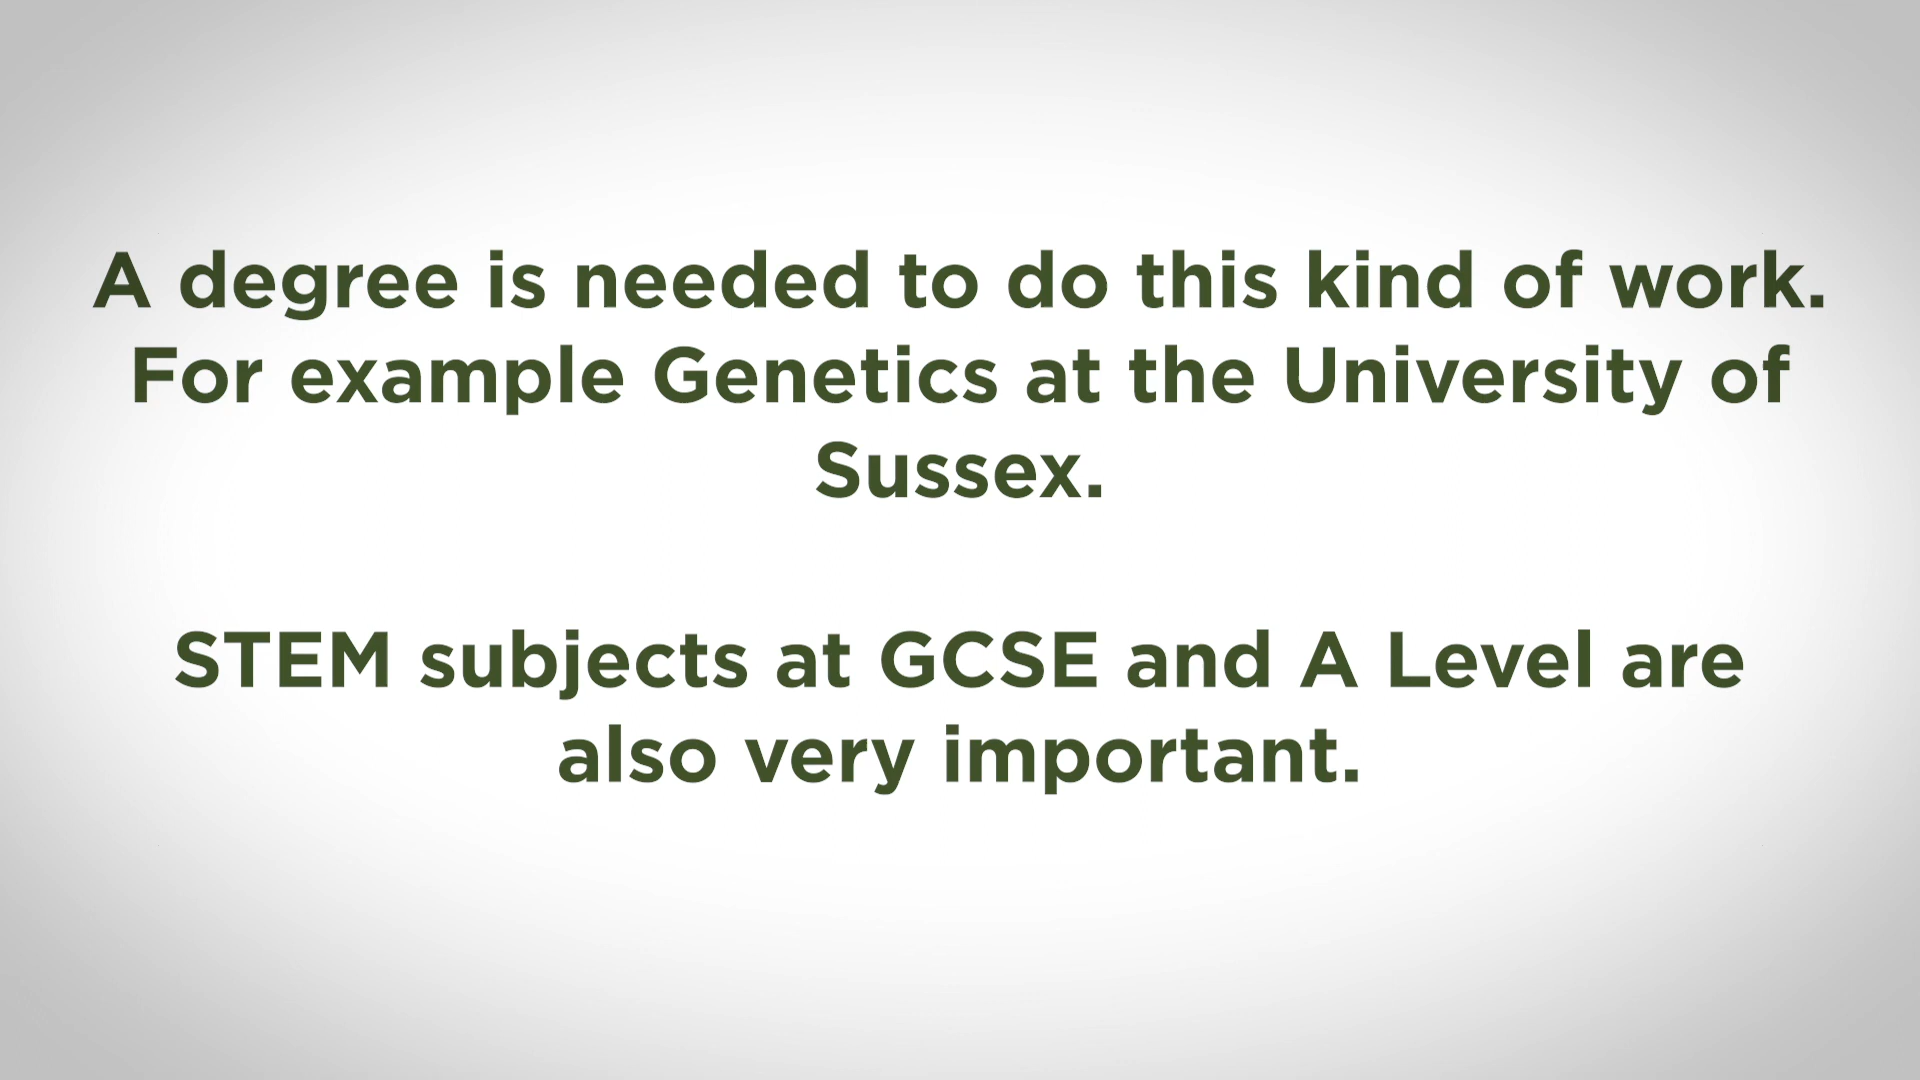 A degree is needed to do this kind of work.
For example Genetics at the University of
Sussex.
STEM subjects at GCSE and A Level are
also very important.